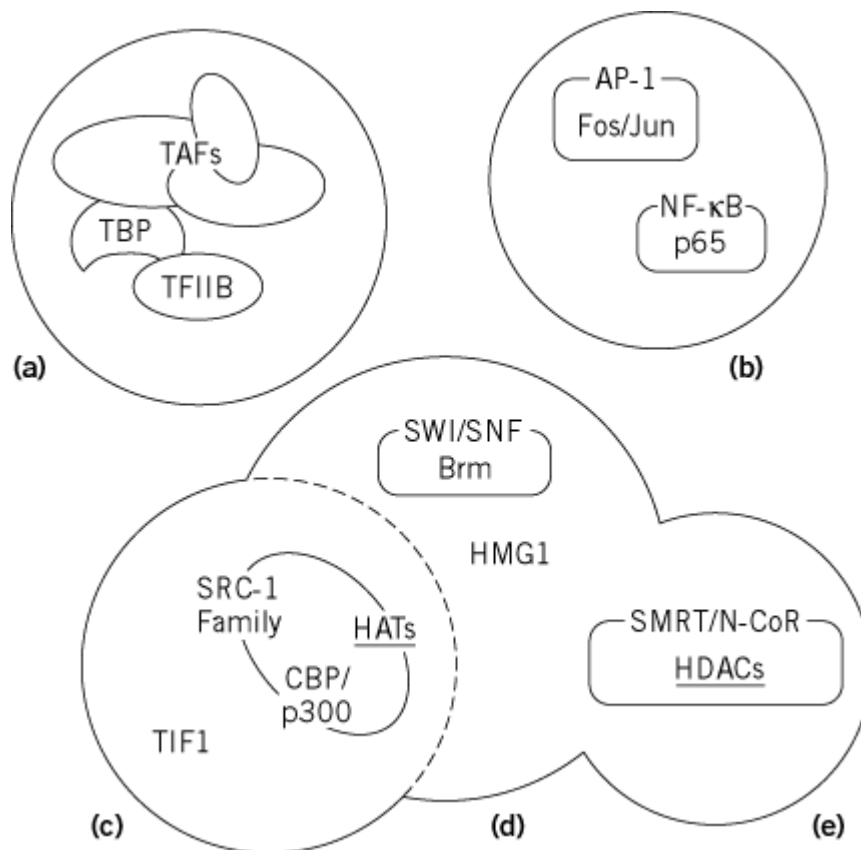 TAFs
TBP
TFIIB
(a)
AP-1
Fos/Jun
NF-κB
p65
(b)
SWI/SNF
Brm
HMG1
SRC-1
Family
HATs
CBP/
p300
TIF1
(c)
(d)
SMRT/N-CoR
HDACs
(e)